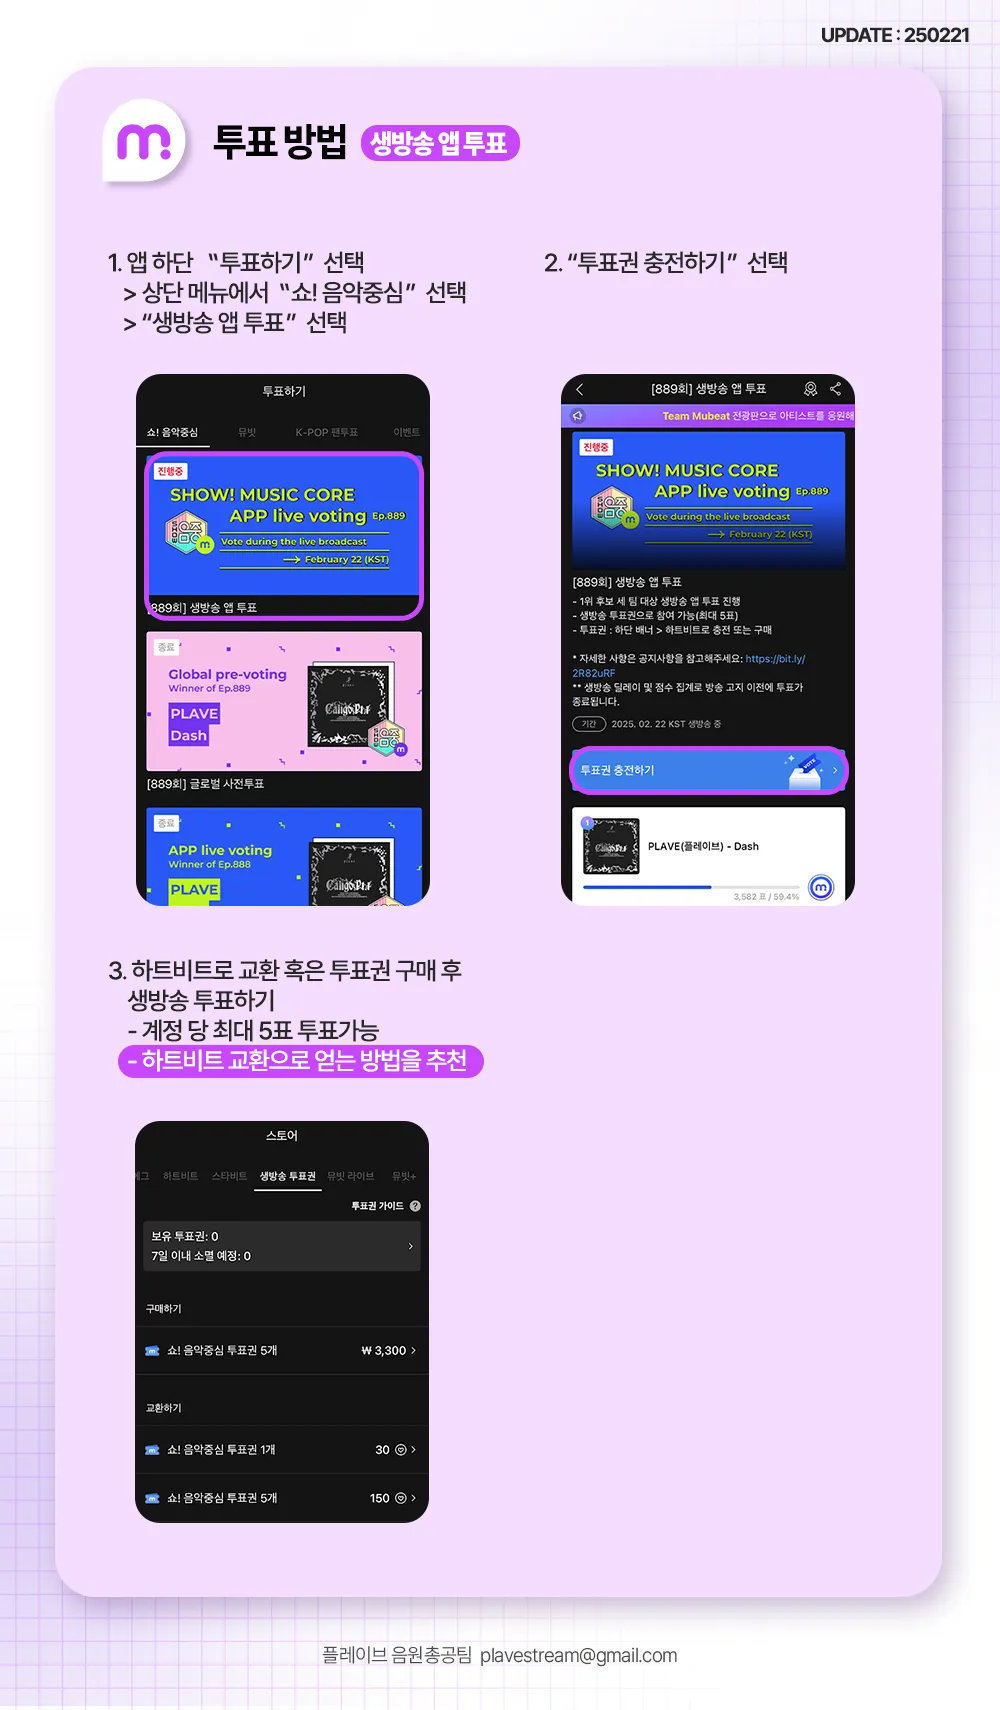 UPDATE : 250221
m
투표 방법 생방송 앱 투표
1. 앱 하단 “투표하기” 선택
> 상단 메뉴에서 “쇼! 음악중심” 선택
> “생방송 앱 투표” 선택
투표하기
쇼! 음악중심 뮤빗 K-POP 팬투표 이벤트
진행중
SHOW! MUSIC CORE
APP live voting Ep.889
Vote during the live broadcast
February 22 (KST)
[889회] 생방송 앱 투표
종료
Global pre-voting
Winner of Ep.889
PLAVE
Dash
[889회] 글로벌 사전투표
종료
APP live voting
Winner of Ep.888
PLAVE
2. “투표권 충전하기” 선택
[889회] 생방송 앱 투표
Team Mubeat 전광판으로 아티스트를 응원해
진행중
SHOW! MUSIC CORE
APP live voting Ep.889
Vote during the live broadcast
February 22 (KST)
[889회] 생방송 앱 투표
- 1위 후보 세 팀 대상 생방송 앱 투표 진행
- 생방송 투표권으로 참여 가능(최대 5표)
- 투표권 : 하단 배너 > 하트비트로 충전 또는 구매
* 자세한 사항은 공지사항을 참고해주세요: https://bit.ly/
2R82uRF
** 생방송 딜레이 및 점수 집계로 방송 고지 이전에 투표가
종료됩니다.
기간 2025. 02. 22 KST 생방송 중
투표권 충전하기
VOTE
1
PLAVE(플레이브) - Dash
3,582 표 / 59.4%
3. 하트비트로 교환 혹은 투표권 구매 후
생방송 투표하기
- 계정 당 최대 5표 투표가능
- 하트비트 교환으로 얻는 방법을 추천
스토어
하트비트 스타비트 생방송 투표권 뮤빗 라이브 뮤빗+
투표권 가이드 ?
보유 투표권: 0
7일 이내 소멸 예정: 0
구매하기
쇼! 음악중심 투표권 5개 ₩ 3,300
교환하기
쇼! 음악중심 투표권 1개 30
쇼! 음악중심 투표권 5개 150
플레이브 음원총공팀 plavestream@gmail.com